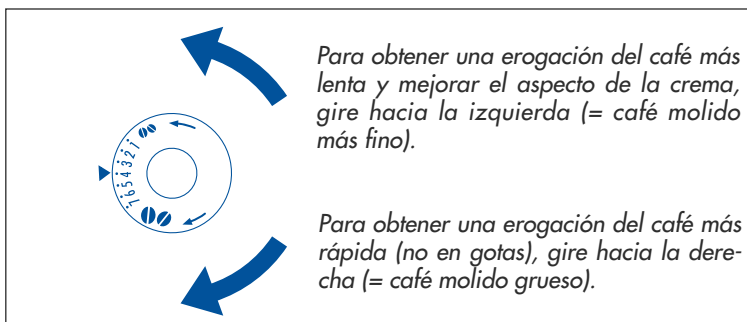 Para obtener una erogación del café más
lenta y mejorar el aspecto de la crema,
gire hacia la izquierda (= café molido
más fino).
7654321
Para obtener una erogación del café más
rápida (no en gotas), gire hacia la dere-
cha (= café molido grueso).